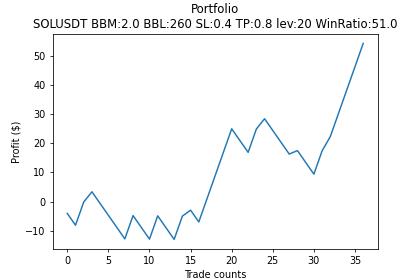 Portfolio
SOLUSDT BBM:2.0 BBL:260 SL:0.4 TP:0.8 lev:20 WinRatio:51.0
Profit ($)
50
40
30
20
10
0
−10
0 5 10 15 20 25 30 35
Trade counts